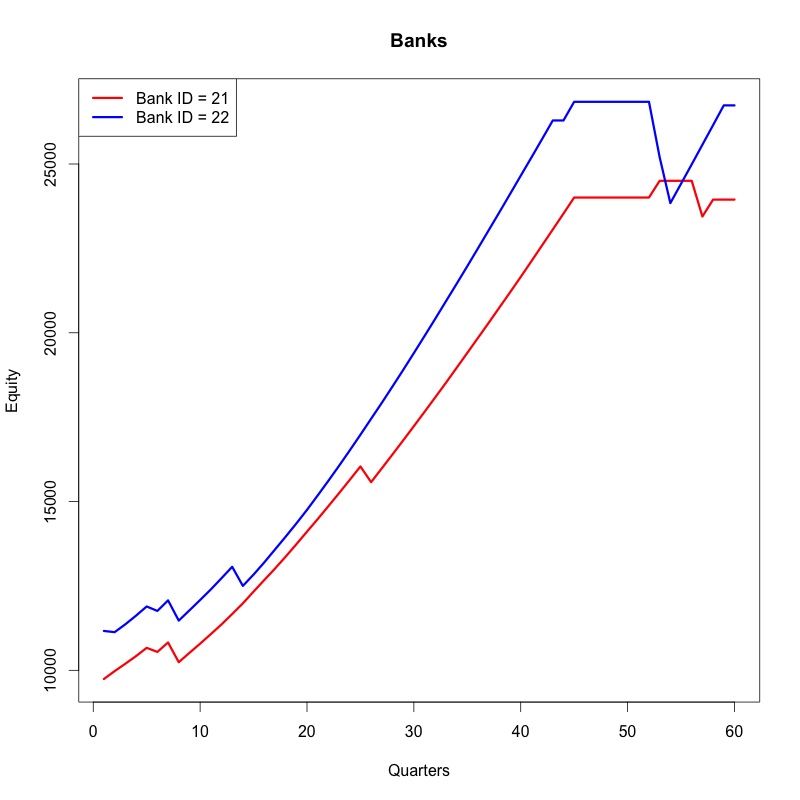 Banks
Bank ID = 21
Bank ID = 22
Equity
25000
20000
15000
10000
0 10 20 30 40 50 60
Quarters